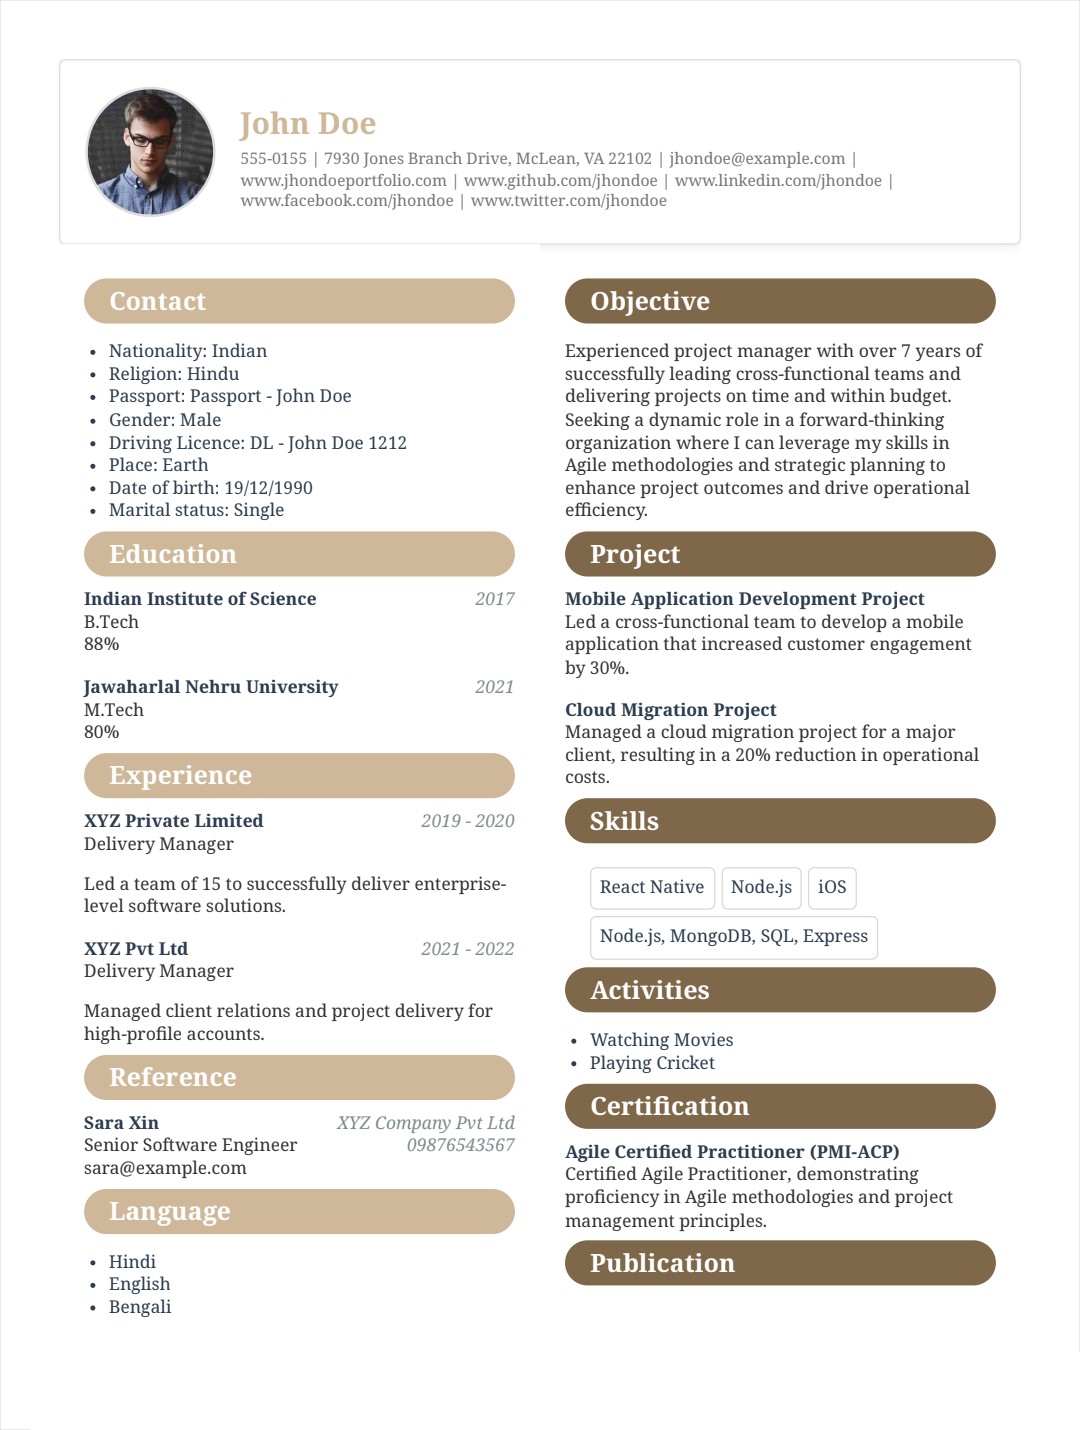 John Doe
555-0155 | 7930 Jones Branch Drive, McLean, VA 22102 | jhondoe@example.com |
www.jhondoeportfolio.com | www.github.com/jhondoe | www.linkedin.com/jhondoe |
www.facebook.com/jhondoe | www.twitter.com/jhondoe
Contact
• Nationality: Indian
• Religion: Hindu
• Passport: Passport - John Doe
• Gender: Male
• Driving Licence: DL - John Doe 1212
• Place: Earth
• Date of birth: 19/12/1990
• Marital status: Single
Education
Indian Institute of Science 2017
B.Tech
88%
Jawaharlal Nehru University 2021
M.Tech
80%
Experience
XYZ Private Limited 2019 - 2020
Delivery Manager
Led a team of 15 to successfully deliver enterprise-
level software solutions.
XYZ Pvt Ltd 2021 - 2022
Delivery Manager
Managed client relations and project delivery for
high-profile accounts.
Reference
Sara Xin XYZ Company Pvt Ltd
Senior Software Engineer 09876543567
sara@example.com
Language
• Hindi
• English
• Bengali
Objective
Experienced project manager with over 7 years of
successfully leading cross-functional teams and
delivering projects on time and within budget.
Seeking a dynamic role in a forward-thinking
organization where I can leverage my skills in
Agile methodologies and strategic planning to
enhance project outcomes and drive operational
efficiency.
Project
Mobile Application Development Project
Led a cross-functional team to develop a mobile
application that increased customer engagement
by 30%.
Cloud Migration Project
Managed a cloud migration project for a major
client, resulting in a 20% reduction in operational
costs.
Skills
React Native Node.js iOS
Node.js, MongoDB, SQL, Express
Activities
• Watching Movies
• Playing Cricket
Certification
Agile Certified Practitioner (PMI-ACP)
Certified Agile Practitioner, demonstrating
proficiency in Agile methodologies and project
management principles.
Publication